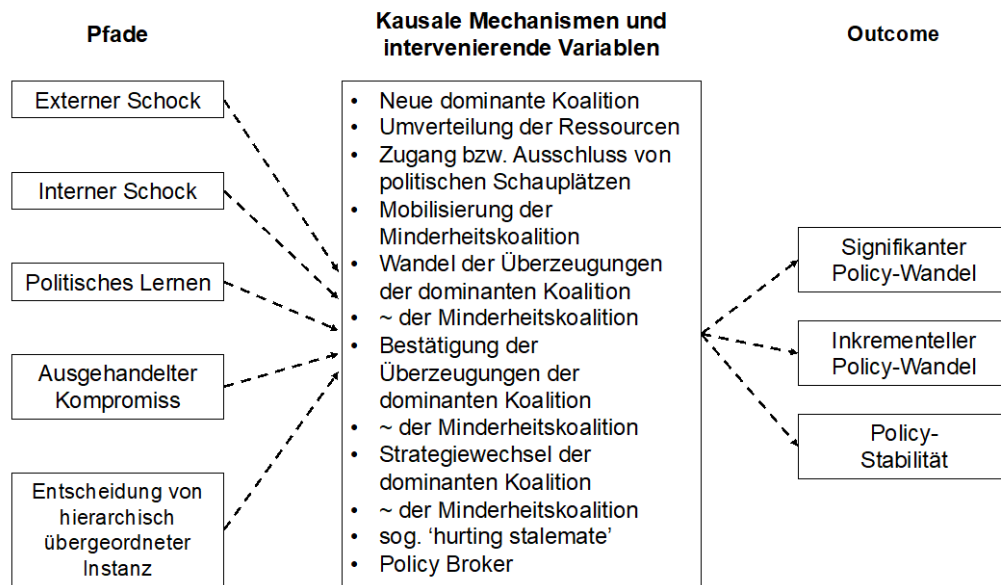 Pfade
Externer Schock
Interner Schock
Politisches Lernen
Ausgehandelter
Kompromiss
Entscheidung von
hierarchisch
übergeordneter
Instanz
Kausale Mechanismen und
intervenierende Variablen
• Neue dominante Koalition
• Umverteilung der Ressourcen
• Zugang bzw. Ausschluss von
politischen Schauplätzen
• Mobilisierung der
Minderheitskoalition
• Wandel der Überzeugungen
der dominanten Koalition
• ~ der Minderheitskoalition
• Bestätigung der
Überzeugungen der
dominanten Koalition
• ~ der Minderheitskoalition
• Strategiewechsel der
dominanten Koalition
• ~ der Minderheitskoalition
• sog. ‘hurting stalemate’
• Policy Broker
Outcome
Signifikanter
Policy-Wandel
Inkrementeller
Policy-Wandel
Policy-
Stabilität